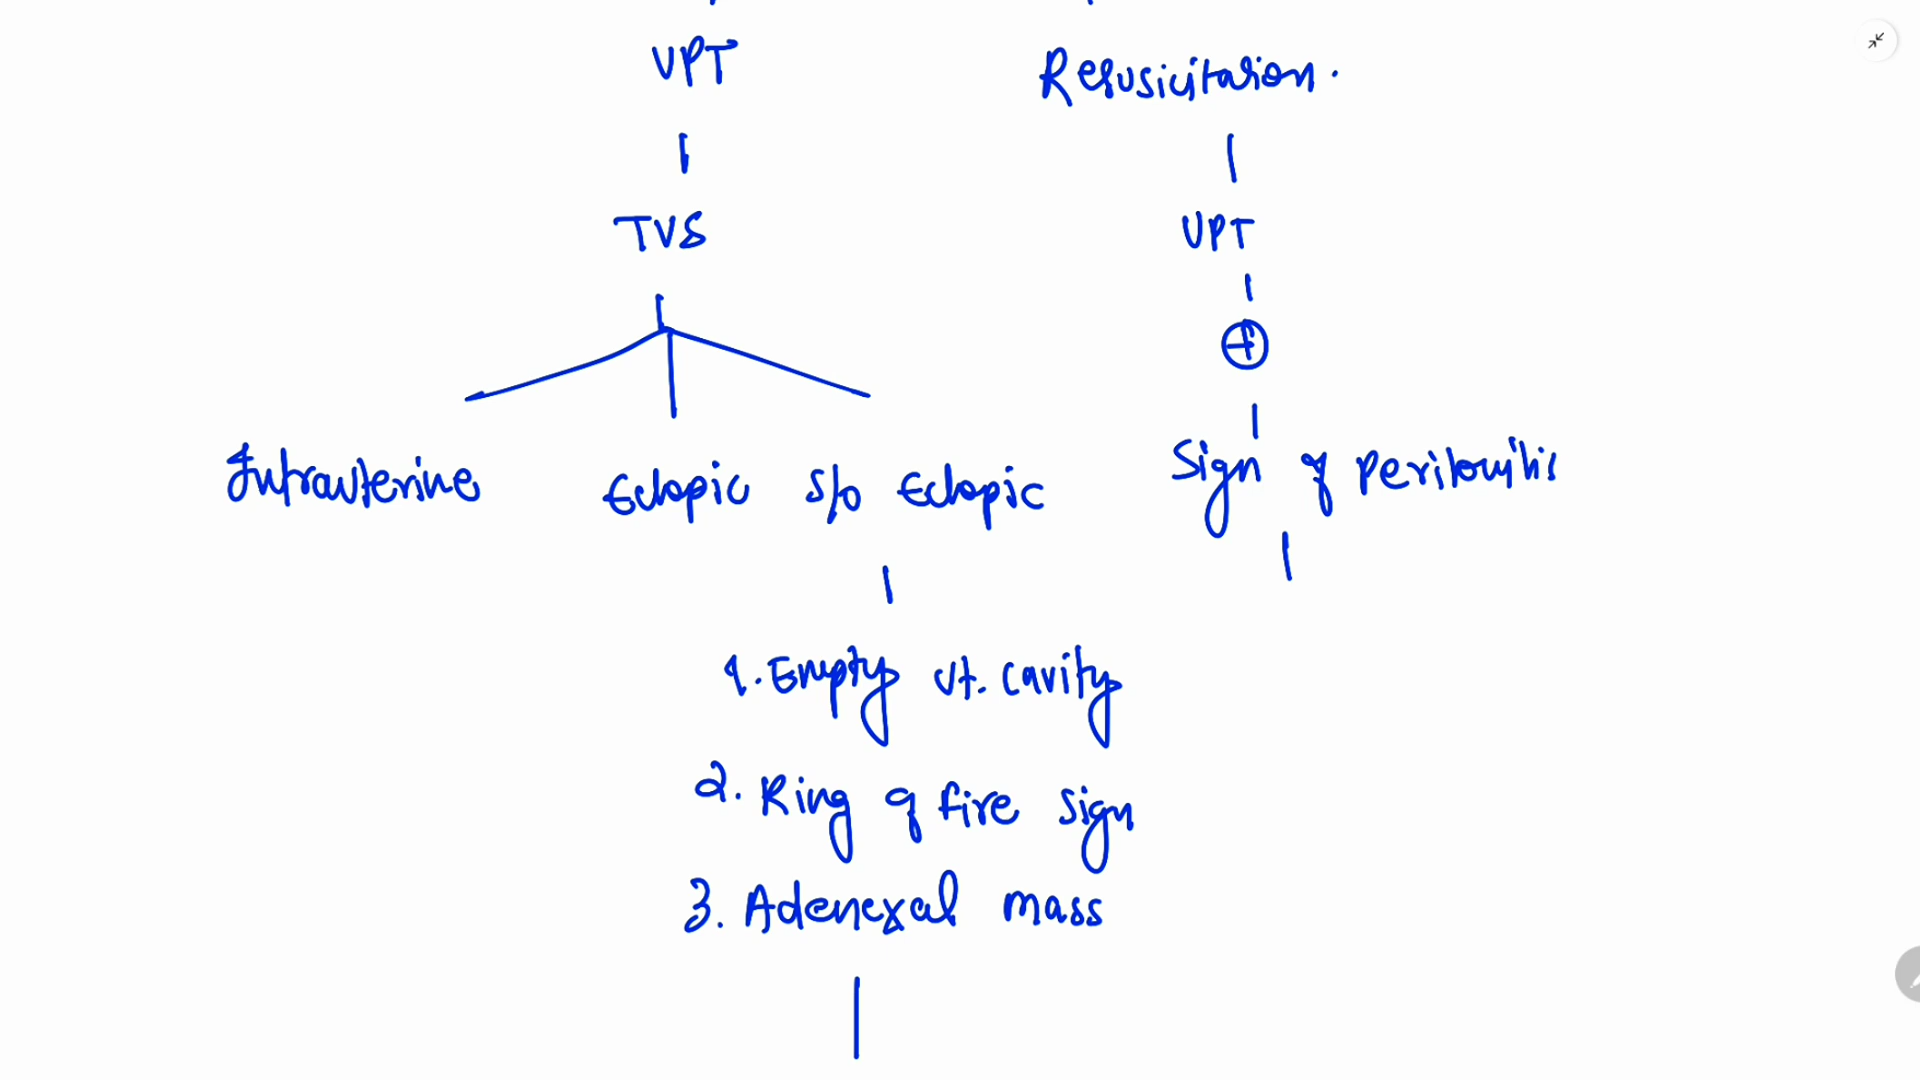 UPT
Resusicitation.
TVS
UPT
+
Intrauterine
Ectopic
s/o Ectopic
Sign of peritonitis
1. Empty ut. cavity
2. Ring of fire sign
3. Adenexal mass